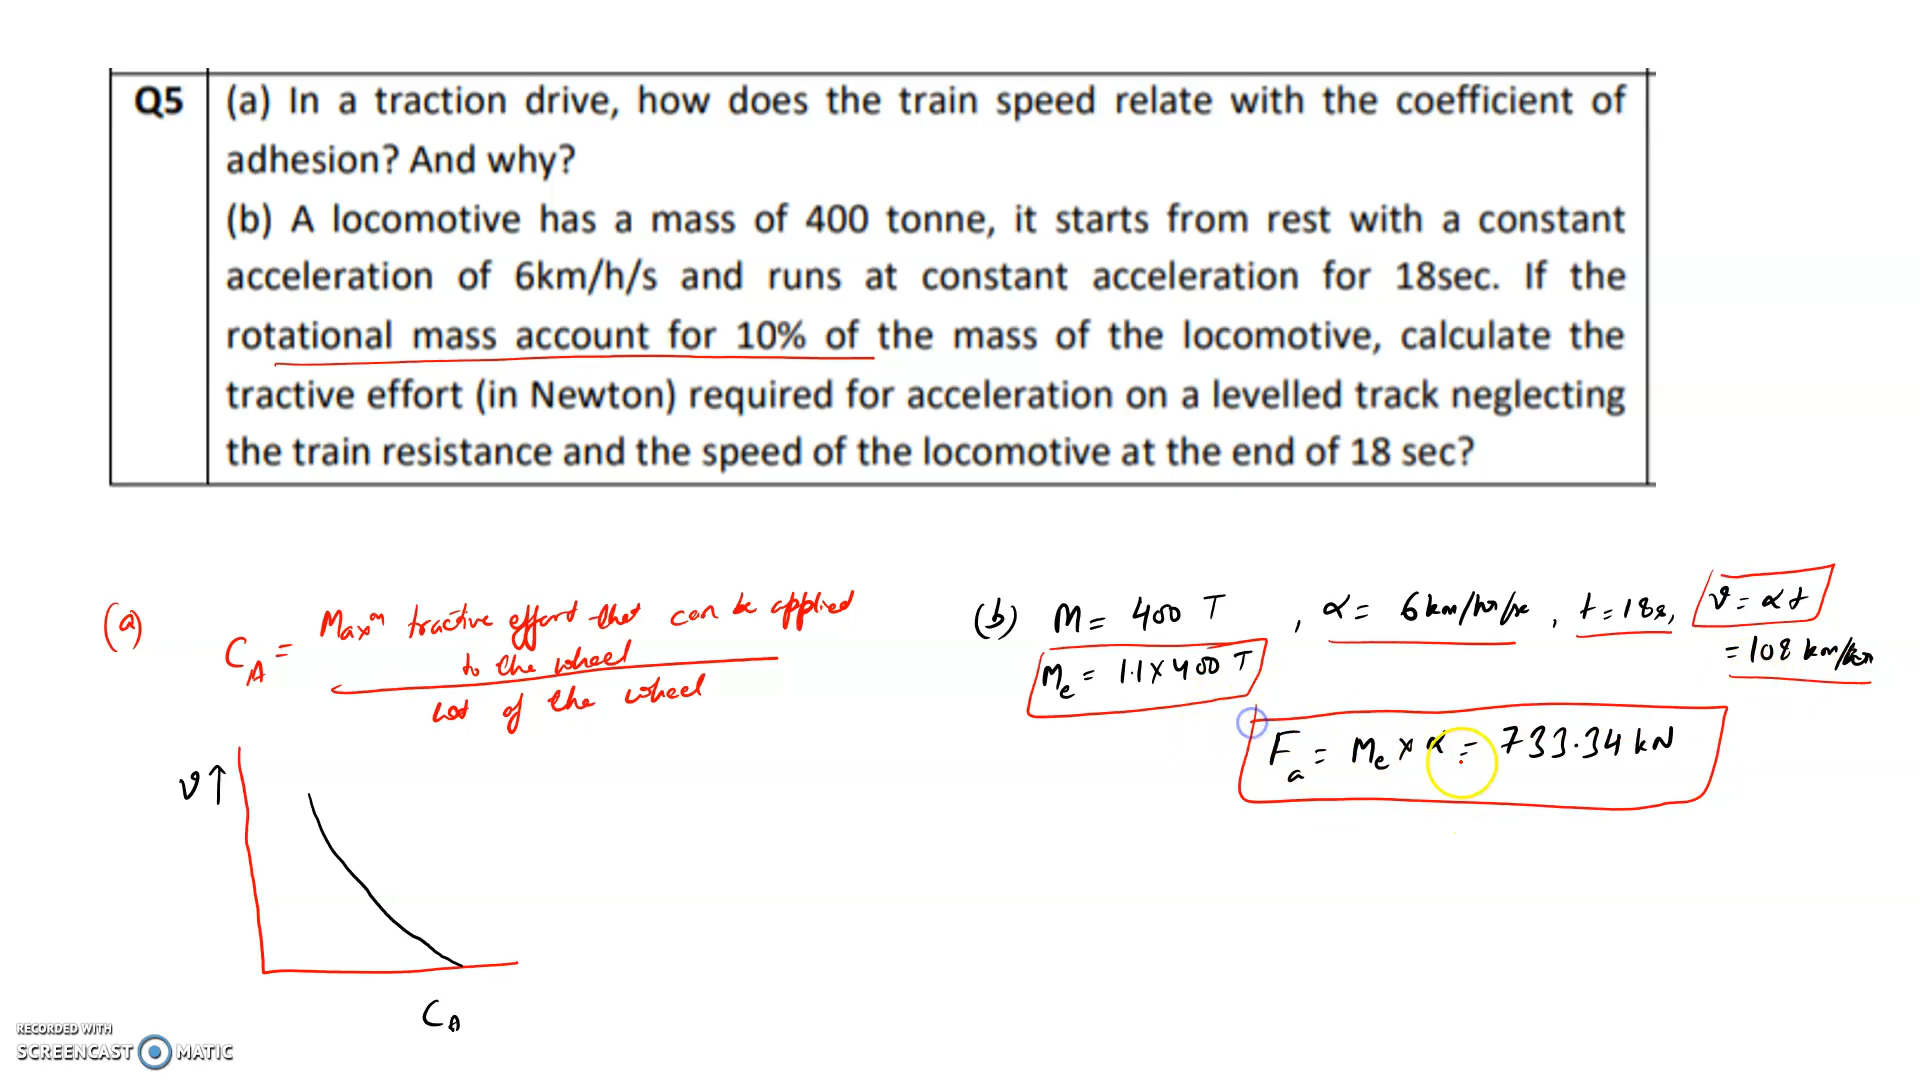 Q5
(a) In a traction drive, how does the train speed relate with the coefficient of
adhesion? And why?
(b) A locomotive has a mass of 400 tonne, it starts from rest with a constant
acceleration of 6km/h/s and runs at constant acceleration for 18sec. If the
rotational mass account for 10% of the mass of the locomotive, calculate the
tractive effort (in Newton) required for acceleration on a levelled track neglecting
the train resistance and the speed of the locomotive at the end of 18 sec?
(a)
C_A = Maxᵐ tractive effort that can be applied
to the wheel
of the wheel
v↑
C_A
(b) M = 400 T , α = 6 km/hr/sec , t = 18s, v = αt
= 108 km/hr
M_e = 1.1 × 400 T
F_a = M_e × α = 733.34 kN
RECORDED WITH
SCREENCAST MATIC